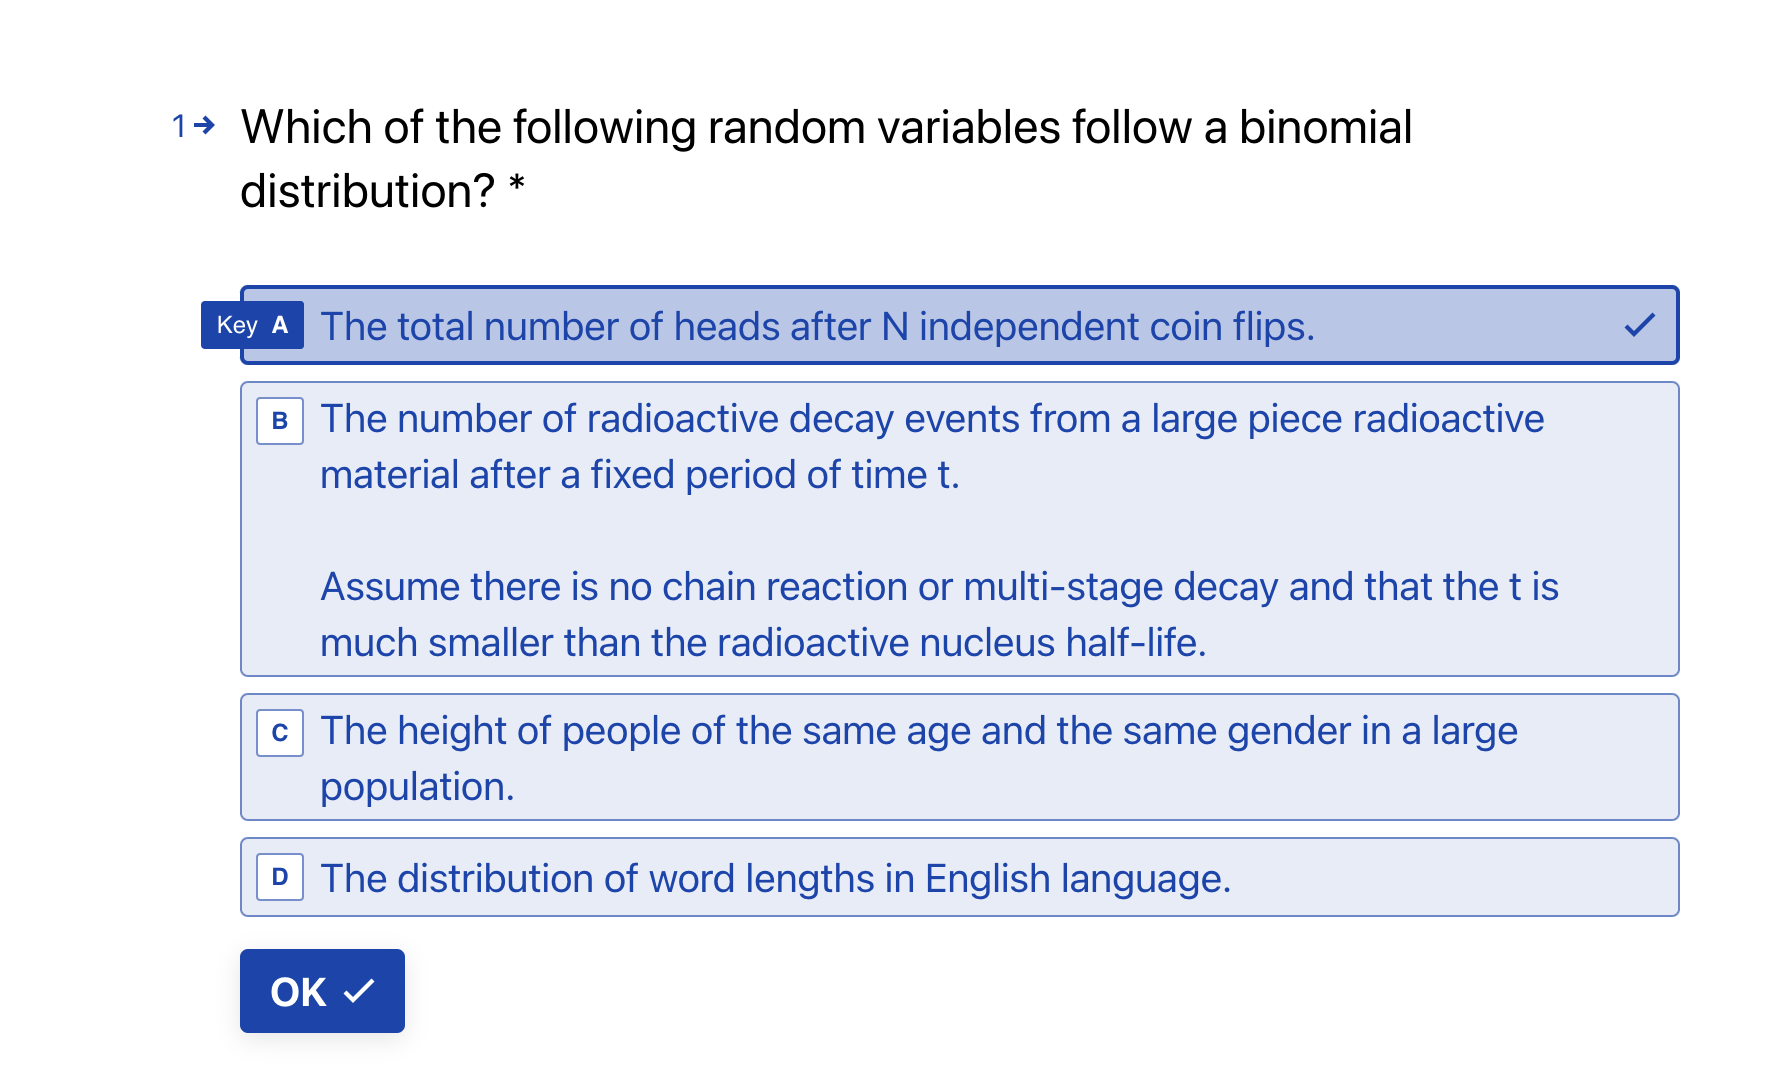 1→ Which of the following random variables follow a binomial
distribution? *
Key A The total number of heads after N independent coin flips.
B The number of radioactive decay events from a large piece radioactive
material after a fixed period of time t.
Assume there is no chain reaction or multi-stage decay and that the t is
much smaller than the radioactive nucleus half-life.
C The height of people of the same age and the same gender in a large
population.
D The distribution of word lengths in English language.
OK